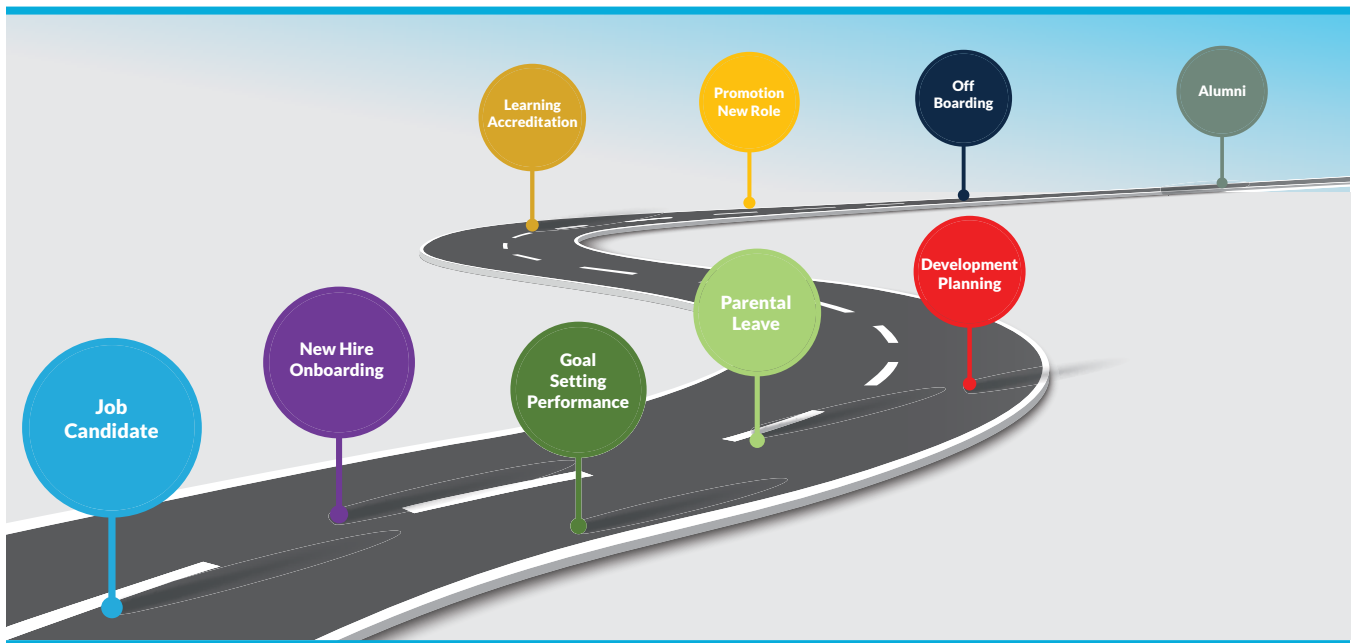 Learning
Accreditation
Promotion
New Role
Off
Boarding
Alumni
Development
Planning
Parental
Leave
New Hire
Onboarding
Goal
Setting
Performance
Job
Candidate